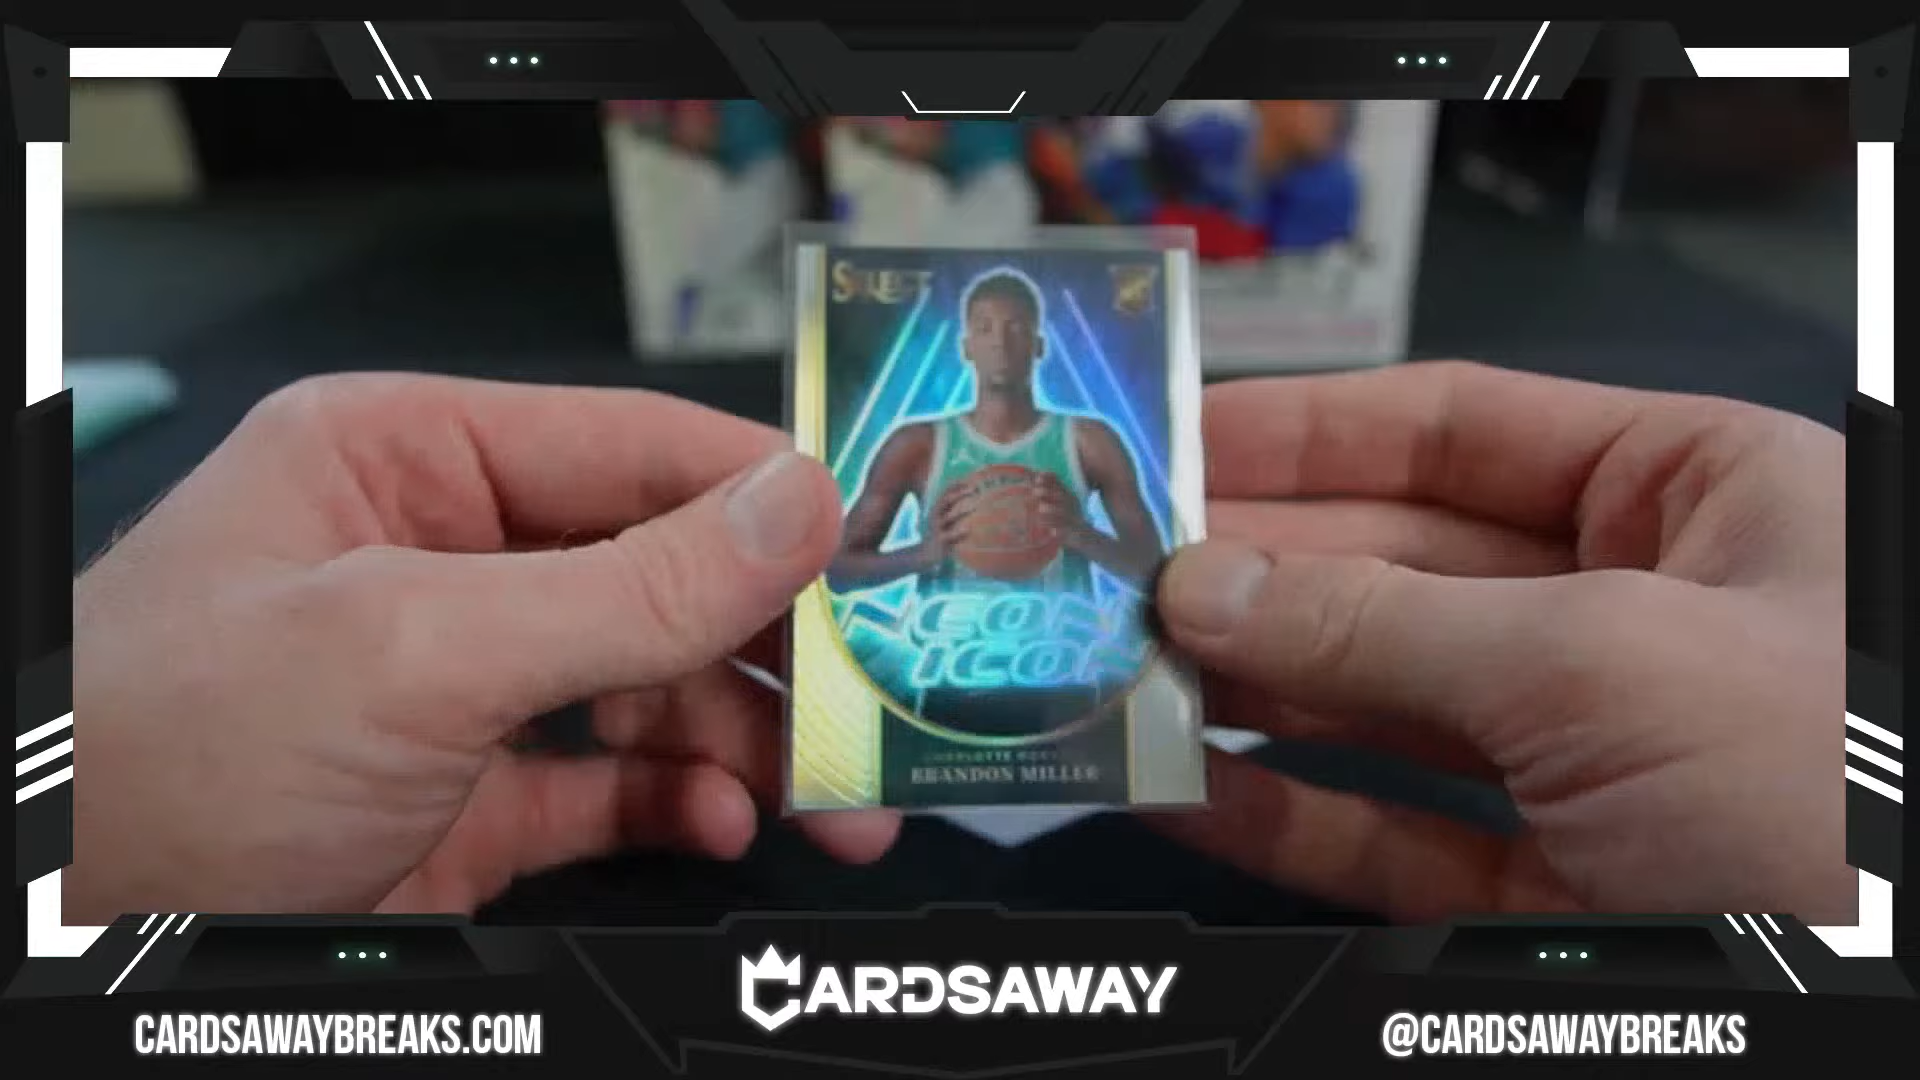 SELECT
NEON
ICON
CHARLOTTE HORNETS
BRANDON MILLER
CARDSAWAY
CARDSAWAYBREAKS.COM
@CARDSAWAYBREAKS